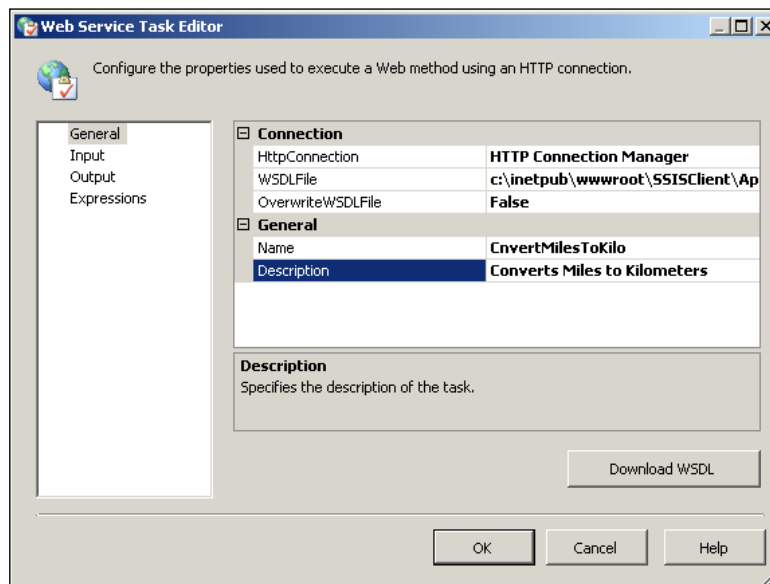 Web Service Task Editor
Configure the properties used to execute a Web method using an HTTP connection.
General
Input
Output
Expressions
Connection
HttpConnection HTTP Connection Manager
WSDLFile c:\inetpub\wwwroot\SSISClient\Ap
OverwriteWSDLFile False
General
Name CnvertMilesToKilo
Description Converts Miles to Kilometers
Description
Specifies the description of the task.
Download WSDL
OK Cancel Help